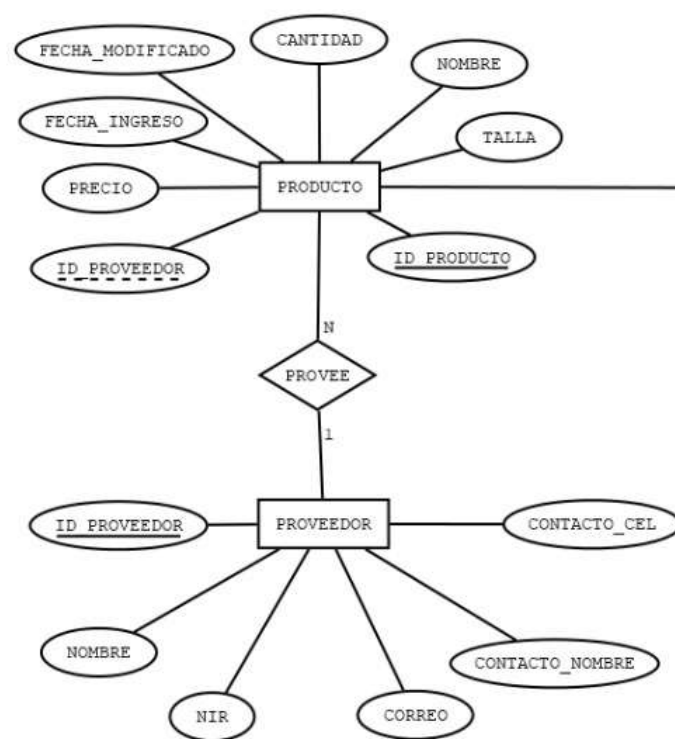 FECHA_MODIFICADO
CANTIDAD
NOMBRE
FECHA_INGRESO
TALLA
PRECIO
PRODUCTO
ID_PROVEEDOR
ID_PRODUCTO
N
PROVEE
1
ID_PROVEEDOR
PROVEEDOR
CONTACTO_CEL
NOMBRE
CONTACTO_NOMBRE
NIR
CORREO